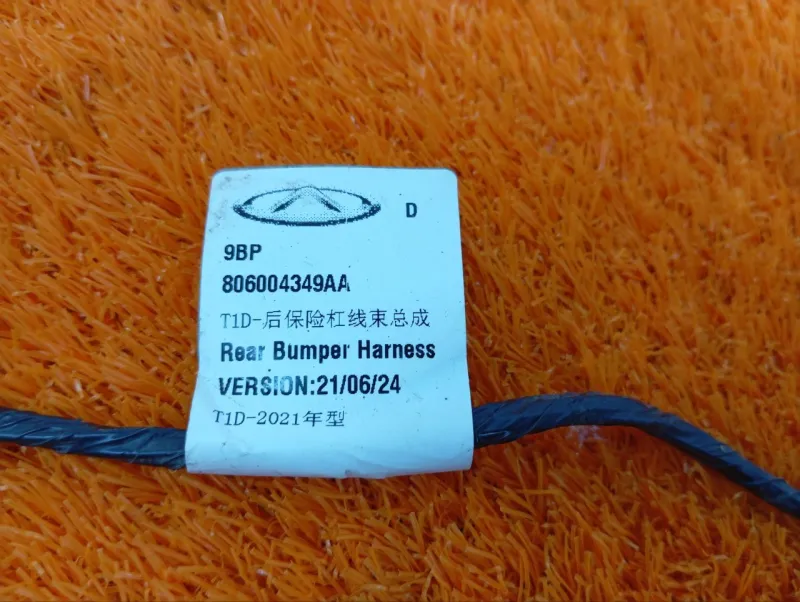 D
9BP
806004349AA
T1D-后保险杠线束总成
Rear Bumper Harness
VERSION:21/06/24
T1D-2021年型